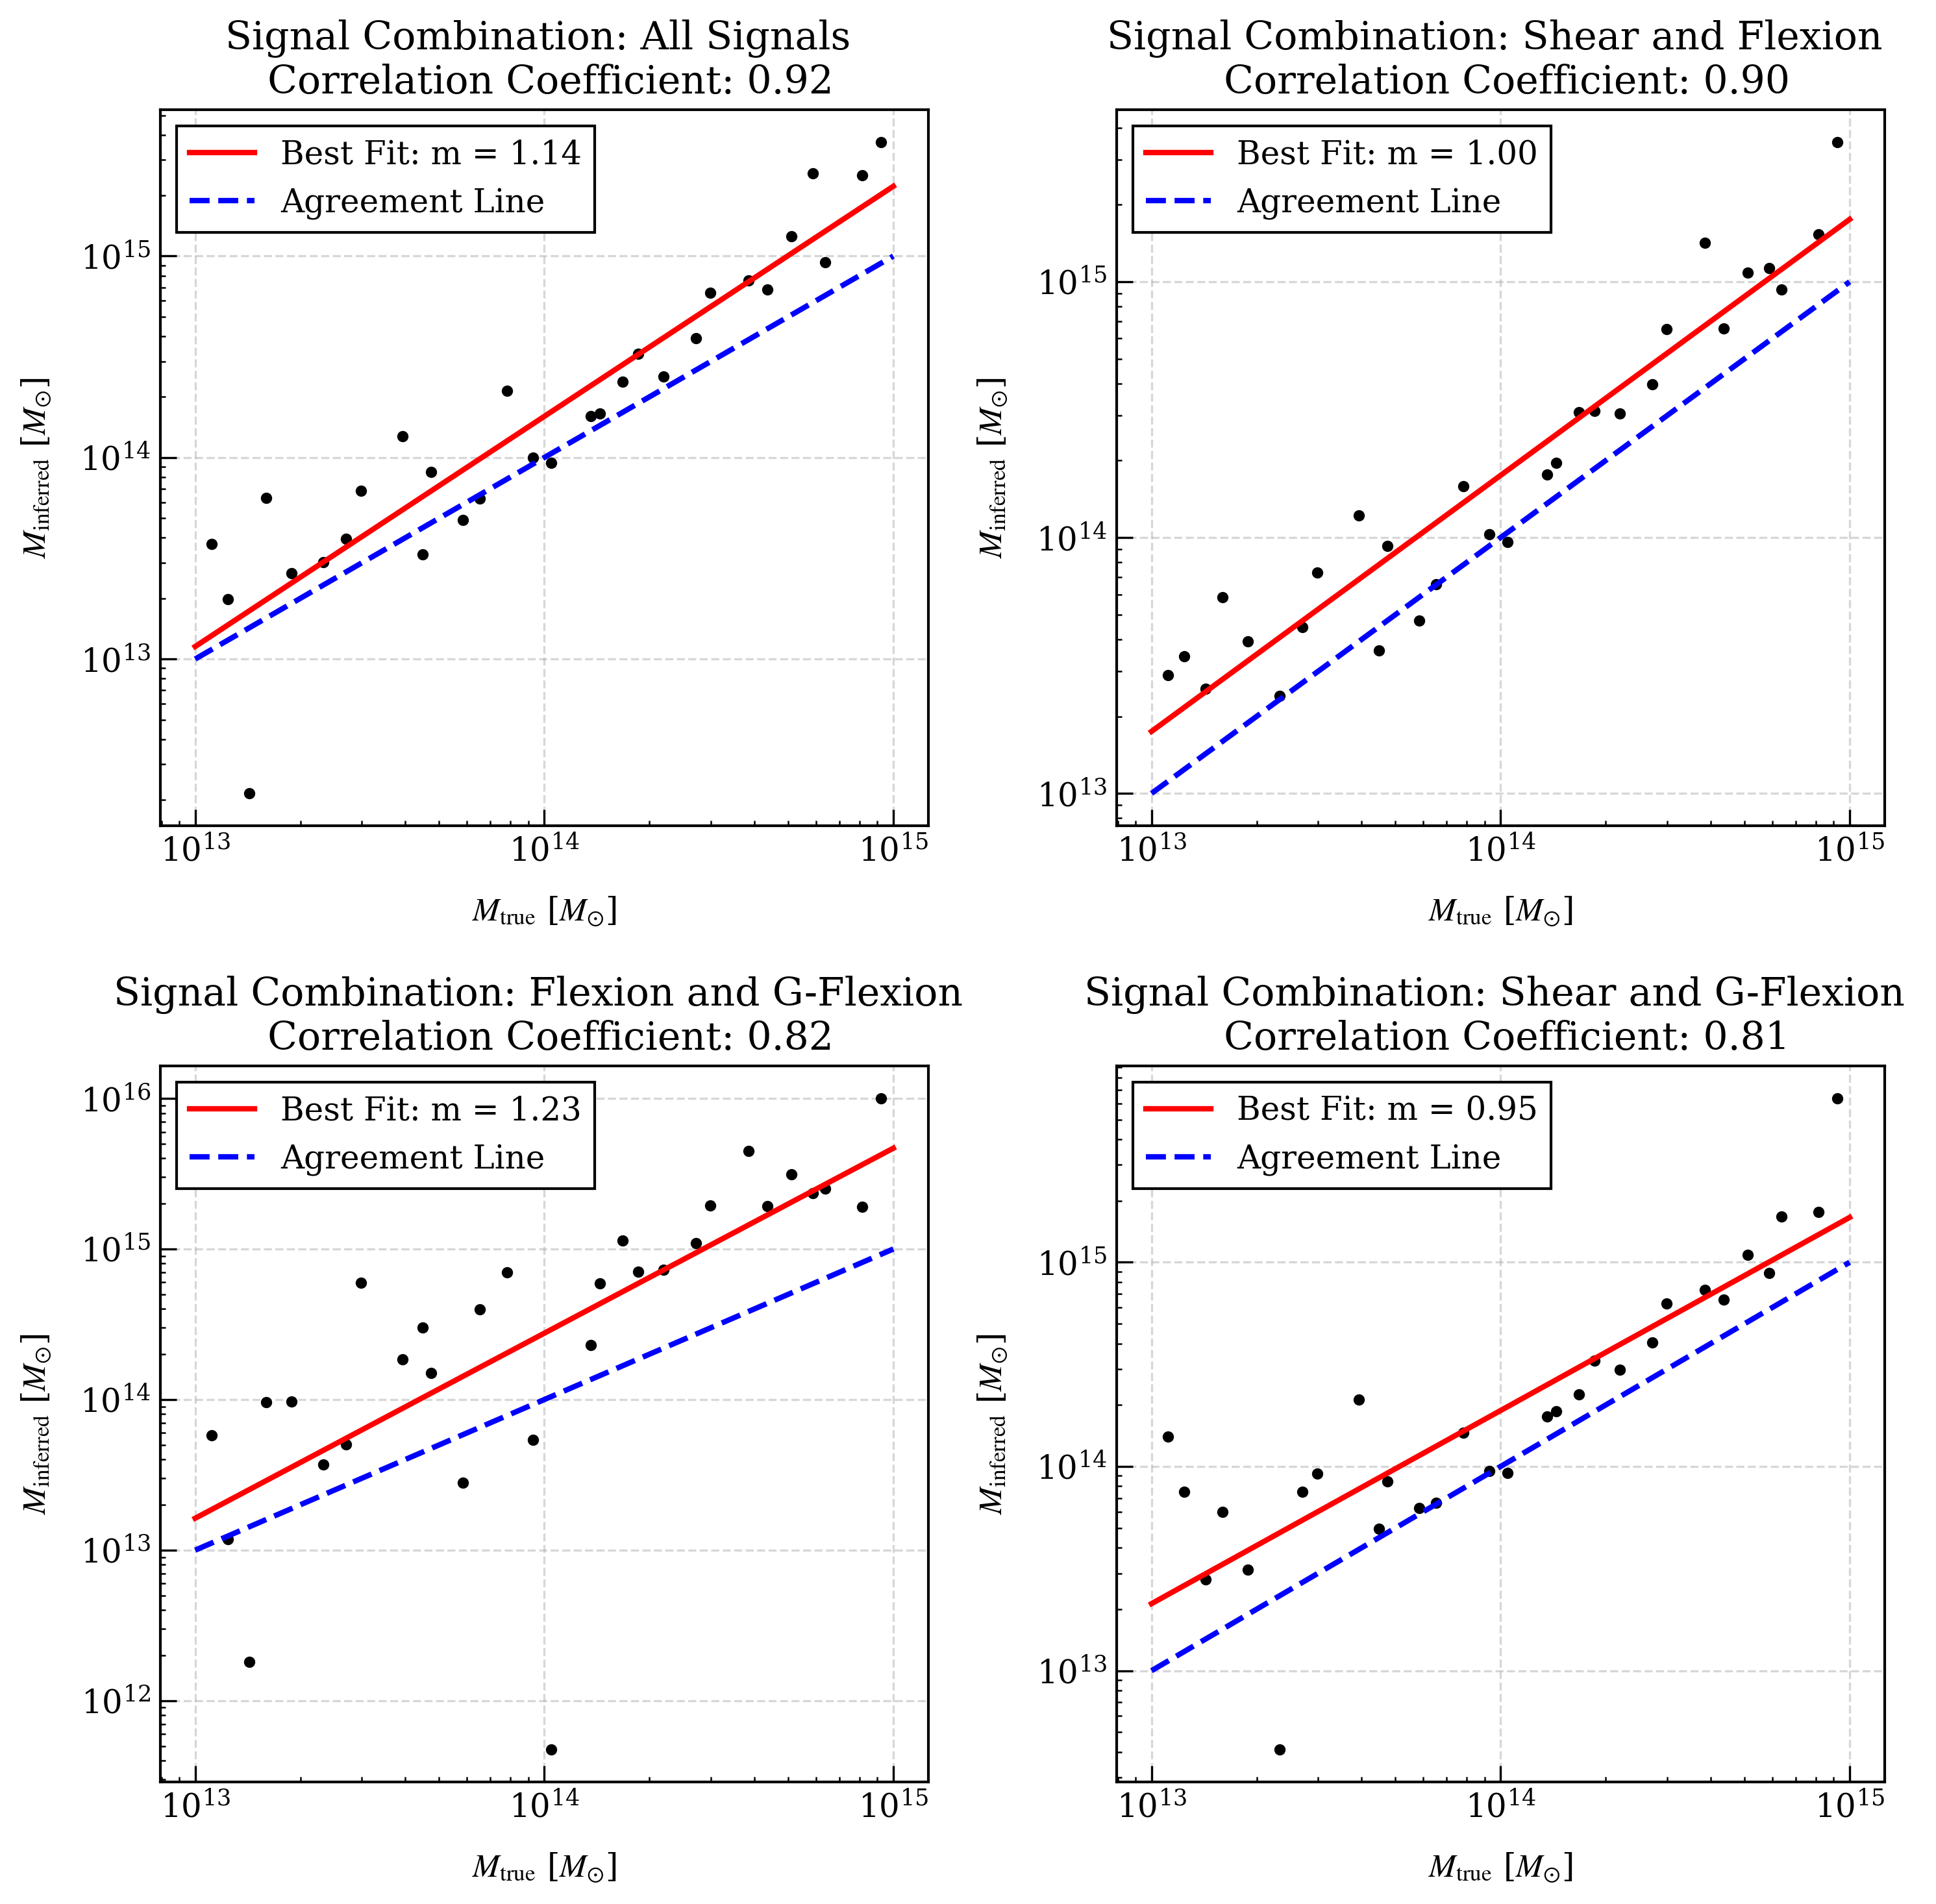 Signal Combination: All Signals
Correlation Coefficient: 0.92
Best Fit: m = 1.14
Agreement Line
10^15
10^14
10^13
M_inferred [M_⊙]
10^13 10^14 10^15
M_true [M_⊙]
Signal Combination: Shear and Flexion
Correlation Coefficient: 0.90
Best Fit: m = 1.00
Agreement Line
10^15
10^14
10^13
M_inferred [M_⊙]
10^13 10^14 10^15
M_true [M_⊙]
Signal Combination: Flexion and G-Flexion
Correlation Coefficient: 0.82
Best Fit: m = 1.23
Agreement Line
10^16
10^15
10^14
10^13
10^12
M_inferred [M_⊙]
10^13 10^14 10^15
M_true [M_⊙]
Signal Combination: Shear and G-Flexion
Correlation Coefficient: 0.81
Best Fit: m = 0.95
Agreement Line
10^15
10^14
10^13
M_inferred [M_⊙]
10^13 10^14 10^15
M_true [M_⊙]